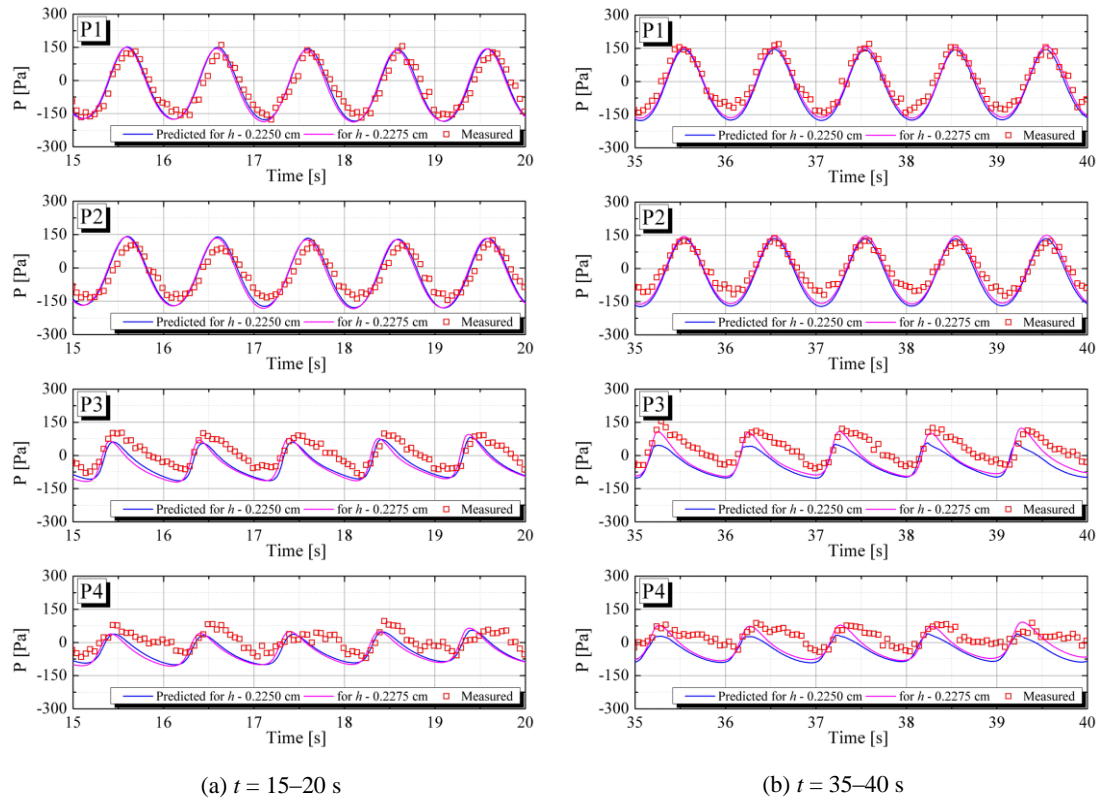 P1
P [Pa]
300
150
0
-150
-300
Predicted for h - 0.2250 cm for h - 0.2275 cm Measured
15 16 17 18 19 20
Time [s]
P2
P [Pa]
300
150
0
-150
-300
Predicted for h - 0.2250 cm for h - 0.2275 cm Measured
15 16 17 18 19 20
Time [s]
P3
P [Pa]
300
150
0
-150
-300
Predicted for h - 0.2250 cm for h - 0.2275 cm Measured
15 16 17 18 19 20
Time [s]
P4
P [Pa]
300
150
0
-150
-300
Predicted for h - 0.2250 cm for h - 0.2275 cm Measured
15 16 17 18 19 20
Time [s]
(a) t = 15–20 s
P1
P [Pa]
300
150
0
-150
-300
Predicted for h - 0.2250 cm for h - 0.2275 cm Measured
35 36 37 38 39 40
Time [s]
P2
P [Pa]
300
150
0
-150
-300
Predicted for h - 0.2250 cm for h - 0.2275 cm Measured
35 36 37 38 39 40
Time [s]
P3
P [Pa]
300
150
0
-150
-300
Predicted for h - 0.2250 cm for h - 0.2275 cm Measured
35 36 37 38 39 40
Time [s]
P4
P [Pa]
300
150
0
-150
-300
Predicted for h - 0.2250 cm for h - 0.2275 cm Measured
35 36 37 38 39 40
Time [s]
(b) t = 35–40 s